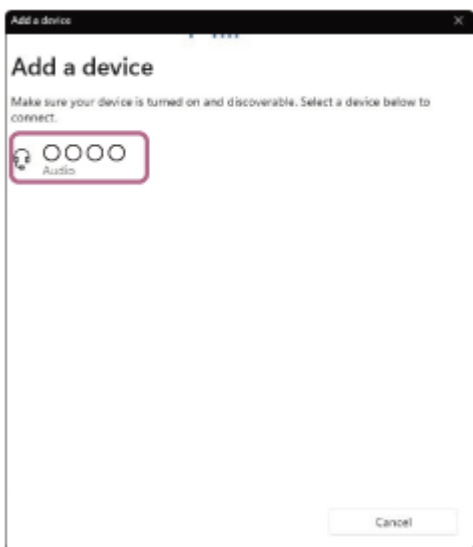 Add a device
Add a device
Make sure your device is turned on and discoverable. Select a device below to
connect.
○○○○
Audio
Cancel